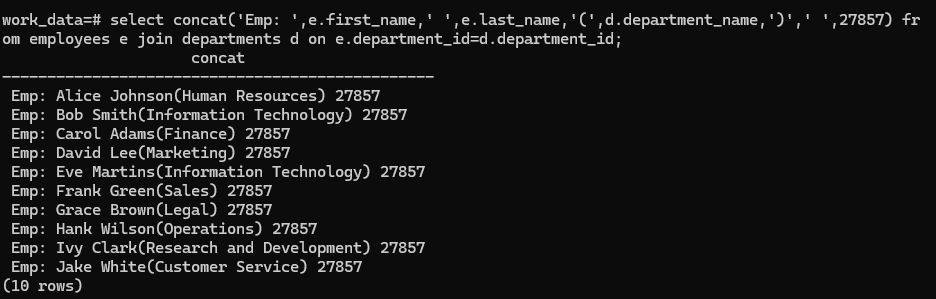 work_data=# select concat('Emp: ',e.first_name,' ',e.last_name,'(',d.department_name,')',' ',27857) fr
om employees e join departments d on e.department_id=d.department_id;
concat
------------------------------------------------
Emp: Alice Johnson(Human Resources) 27857
Emp: Bob Smith(Information Technology) 27857
Emp: Carol Adams(Finance) 27857
Emp: David Lee(Marketing) 27857
Emp: Eve Martins(Information Technology) 27857
Emp: Frank Green(Sales) 27857
Emp: Grace Brown(Legal) 27857
Emp: Hank Wilson(Operations) 27857
Emp: Ivy Clark(Research and Development) 27857
Emp: Jake White(Customer Service) 27857
(10 rows)